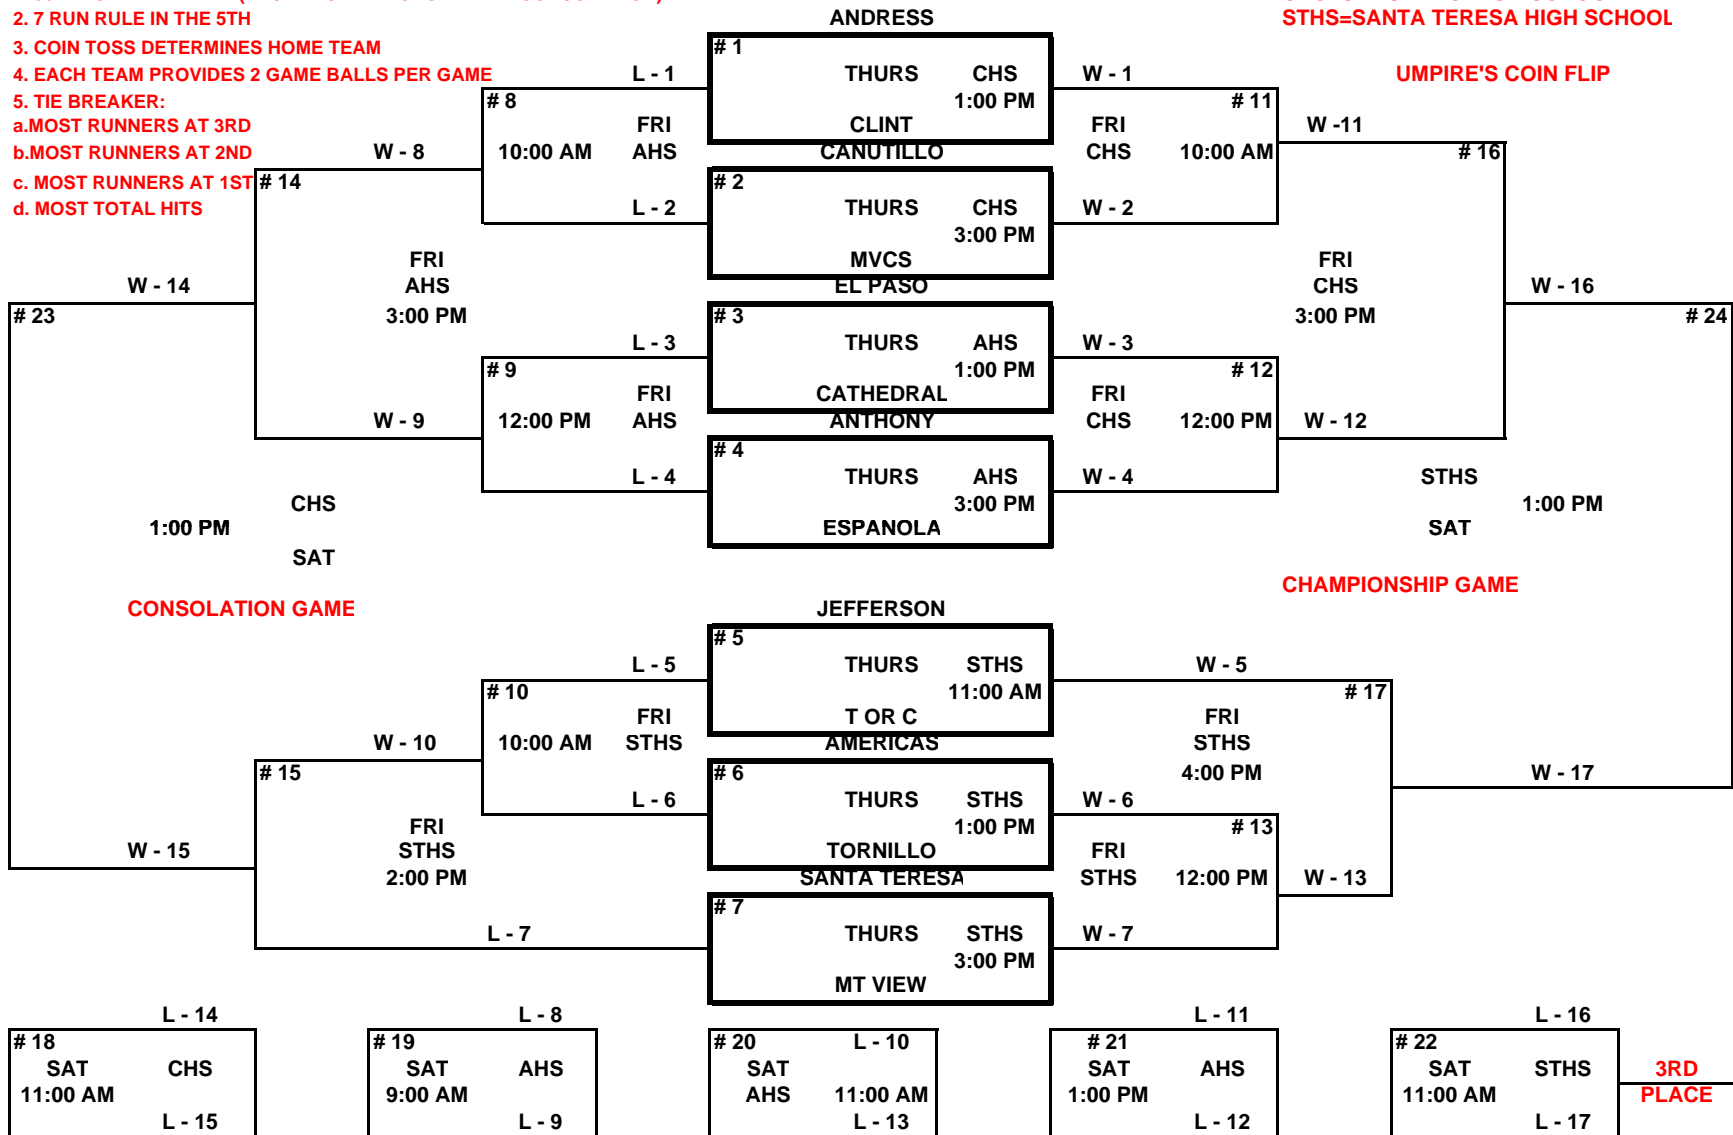 2. 7 RUN RULE IN THE 5TH
ANDRESS
STHS=SANTA TERESA HIGH SCHOOL
3. COIN TOSS DETERMINES HOME TEAM
# 1
4. EACH TEAM PROVIDES 2 GAME BALLS PER GAME
L - 1
THURS CHS
W - 1
UMPIRE'S COIN FLIP
5. TIE BREAKER:
# 8
1:00 PM
# 11
a.MOST RUNNERS AT 3RD
FRI
CLINT
FRI
W -11
b.MOST RUNNERS AT 2ND
W - 8
10:00 AM AHS
CANUTILLO
CHS 10:00 AM
# 16
c. MOST RUNNERS AT 1ST
# 14
# 2
d. MOST TOTAL HITS
L - 2
THURS CHS
W - 2
3:00 PM
FRI
MVCS
FRI
W - 14
AHS
EL PASO
CHS
W - 16
# 23
3:00 PM
# 3
3:00 PM
# 24
L - 3
THURS AHS
W - 3
# 9
1:00 PM
# 12
FRI
CATHEDRAL
FRI
W - 9
12:00 PM AHS
ANTHONY
CHS 12:00 PM
W - 12
# 4
L - 4
THURS AHS
W - 4
STHS
CHS
3:00 PM
1:00 PM
1:00 PM
ESPANOLA
SAT
SAT
CHAMPIONSHIP GAME
CONSOLATION GAME
JEFFERSON
# 5
L - 5
THURS STHS
W - 5
# 10
11:00 AM
# 17
FRI
T OR C
FRI
W - 10
10:00 AM STHS
AMERICAS
STHS
# 15
# 6
4:00 PM
W - 17
L - 6
THURS STHS
W - 6
FRI
1:00 PM
# 13
W - 15
STHS
TORNILLO
FRI
2:00 PM
SANTA TERESA
STHS 12:00 PM
W - 13
# 7
L - 7
THURS STHS
W - 7
3:00 PM
MT VIEW
L - 14
L - 8
L - 11
L - 16
# 18
# 19
# 20 L - 10
# 21
# 22
SAT CHS
SAT AHS
SAT
SAT AHS
SAT STHS
3RD
11:00 AM
9:00 AM
AHS 11:00 AM
1:00 PM
11:00 AM
PLACE
L - 15
L - 9
L - 13
L - 12
L - 17